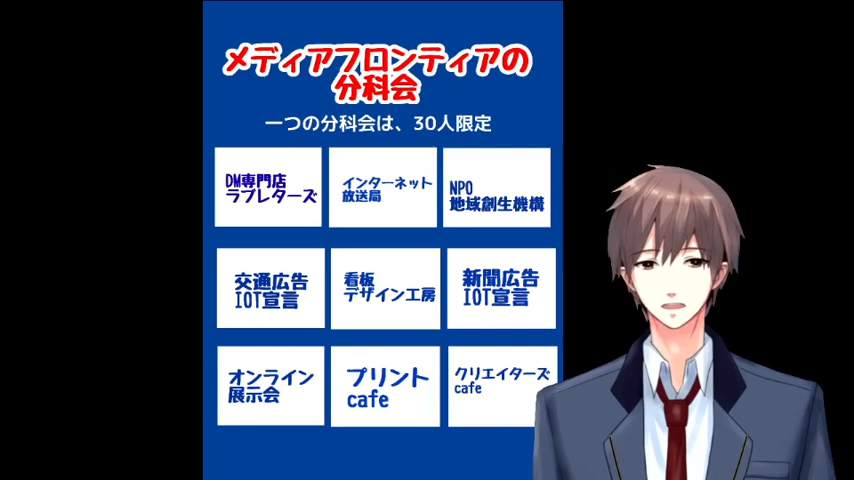 メディアフロンティアの
分科会
一つの分科会は、30人限定
DM専門店
ラブレターズ
インターネット
放送局
NPO
地域創生機構
交通広告
IOT宣言
看板
デザイン工房
新聞広告
IOT宣言
オンライン
展示会
プリント
cafe
クリエイターズ
cafe